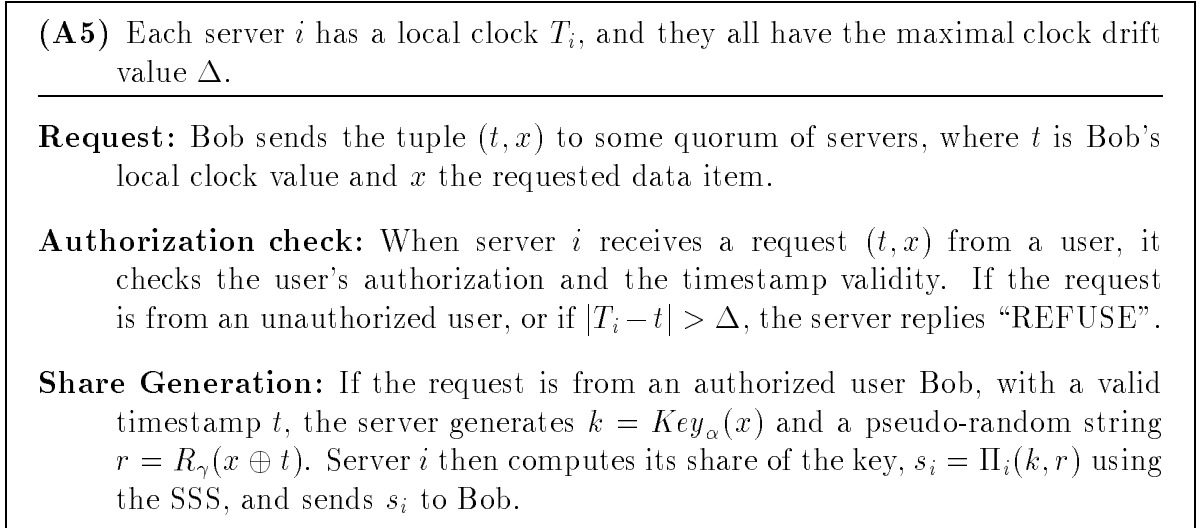 (A5) Each server i has a local clock T_i, and they all have the maximal clock drift
value Δ.
Request: Bob sends the tuple (t, x) to some quorum of servers, where t is Bob's
local clock value and x the requested data item.
Authorization check: When server i receives a request (t, x) from a user, it
checks the user's authorization and the timestamp validity. If the request
is from an unauthorized user, or if |T_i − t| > Δ, the server replies “REFUSE”.
Share Generation: If the request is from an authorized user Bob, with a valid
timestamp t, the server generates k = Key_α(x) and a pseudo-random string
r = R_γ(x ⊕ t). Server i then computes its share of the key, s_i = Π_i(k, r) using
the SSS, and sends s_i to Bob.